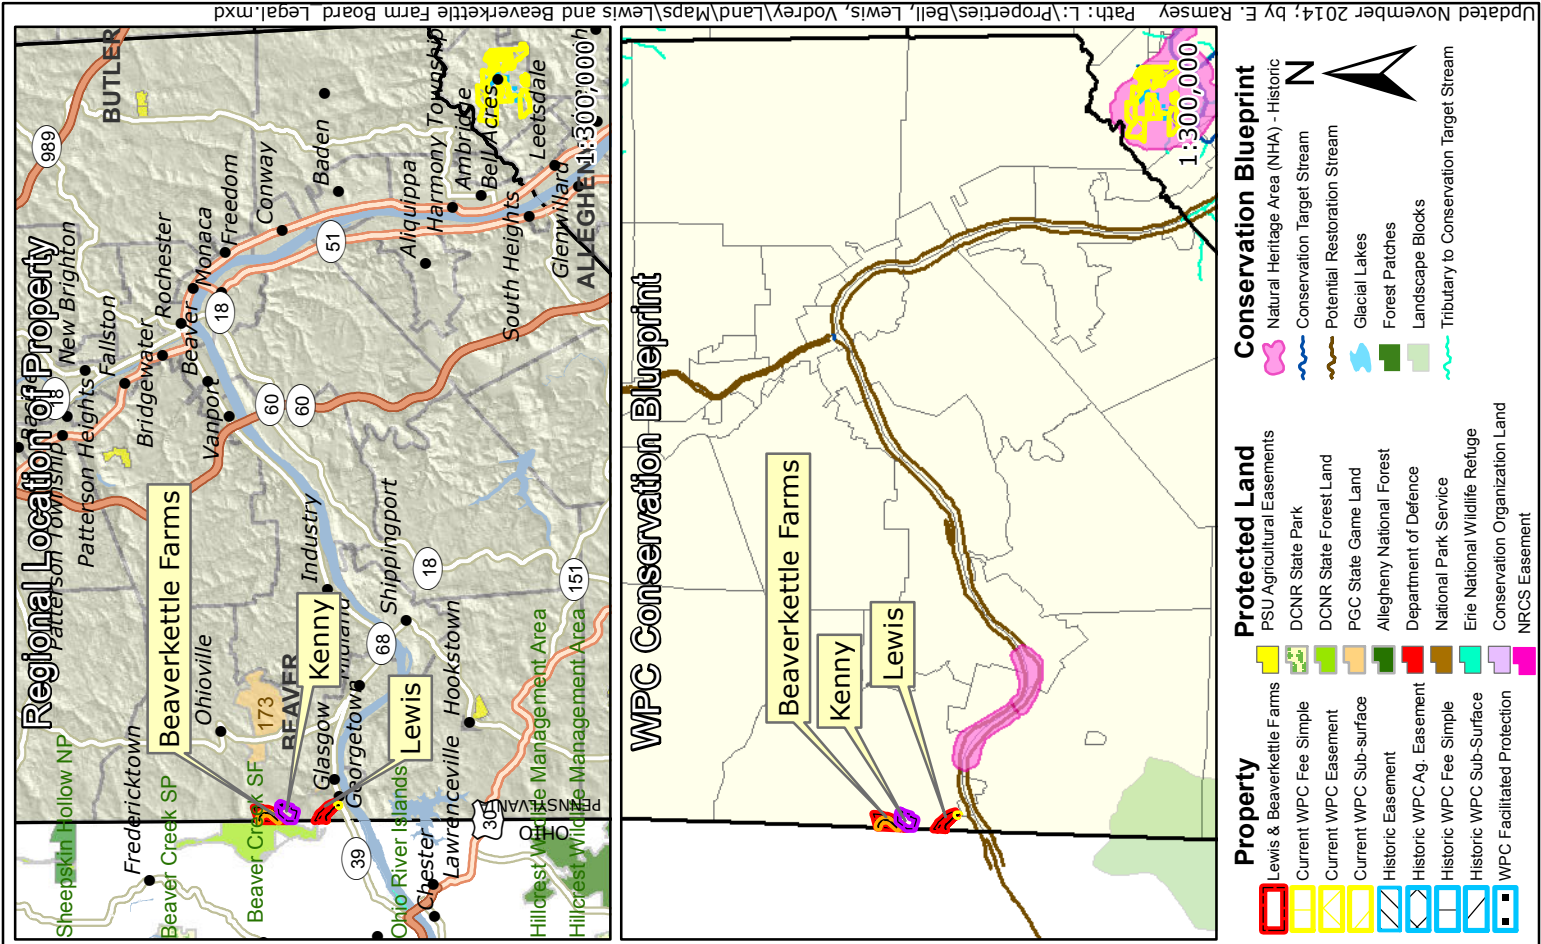 Regional Location of Property
BUTLER
989
New Brighton
18
Patterson Township
Patterson Heights
Fallston
Rochester
Bridgewater
Monaca
Freedom
Conway
Baden
Beaver
Vanport
18
51
60
60
Aliquippa
Harmony Township
Ambridge
Bell Acres
Leetsdale
South Heights
Glenwillard
ALLEGHENY
1:300,000
Industry
Shippingport
18
151
68
Midland
Hookstown
Georgetown
Glasgow
BEAVER
173
Ohioville
Beaverkettle Farms
Kenny
Lewis
Sheepskin Hollow NP
Fredericktown
Beaver Creek SP
Beaver Creek SF
Ohio River Islands
Chester
Lawrenceville
39
30
PENNSYLVANIA
OHIO
Hillcrest Wildlife Management Area
Hillcrest Wildlife Management Area
WPC Conservation Blueprint
Beaverkettle Farms
Kenny
Lewis
1:300,000
Property
Lewis & Beaverkettle Farms
Current WPC Fee Simple
Current WPC Easement
Current WPC Sub-surface
Historic Easement
Historic WPC Ag. Easement
Historic WPC Fee Simple
Historic WPC Sub-Surface
WPC Facilitated Protection
Protected Land
PSU Agricultural Easements
DCNR State Park
DCNR State Forest Land
PGC State Game Land
Allegheny National Forest
Department of Defence
National Park Service
Erie National Wildlife Refuge
Conservation Organization Land
NRCS Easement
Conservation Blueprint
Natural Heritage Area (NHA) - Historic
Conservation Target Stream
Potential Restoration Stream
Glacial Lakes
Forest Patches
Landscape Blocks
Tributary to Conservation Target Stream
N
Updated November 2014; by E. Ramsey Path: L:\Properties\Bell, Lewis, Vodrey\Land\Maps\Lewis and Beaverkettle Farm_Board_Legal.mxd